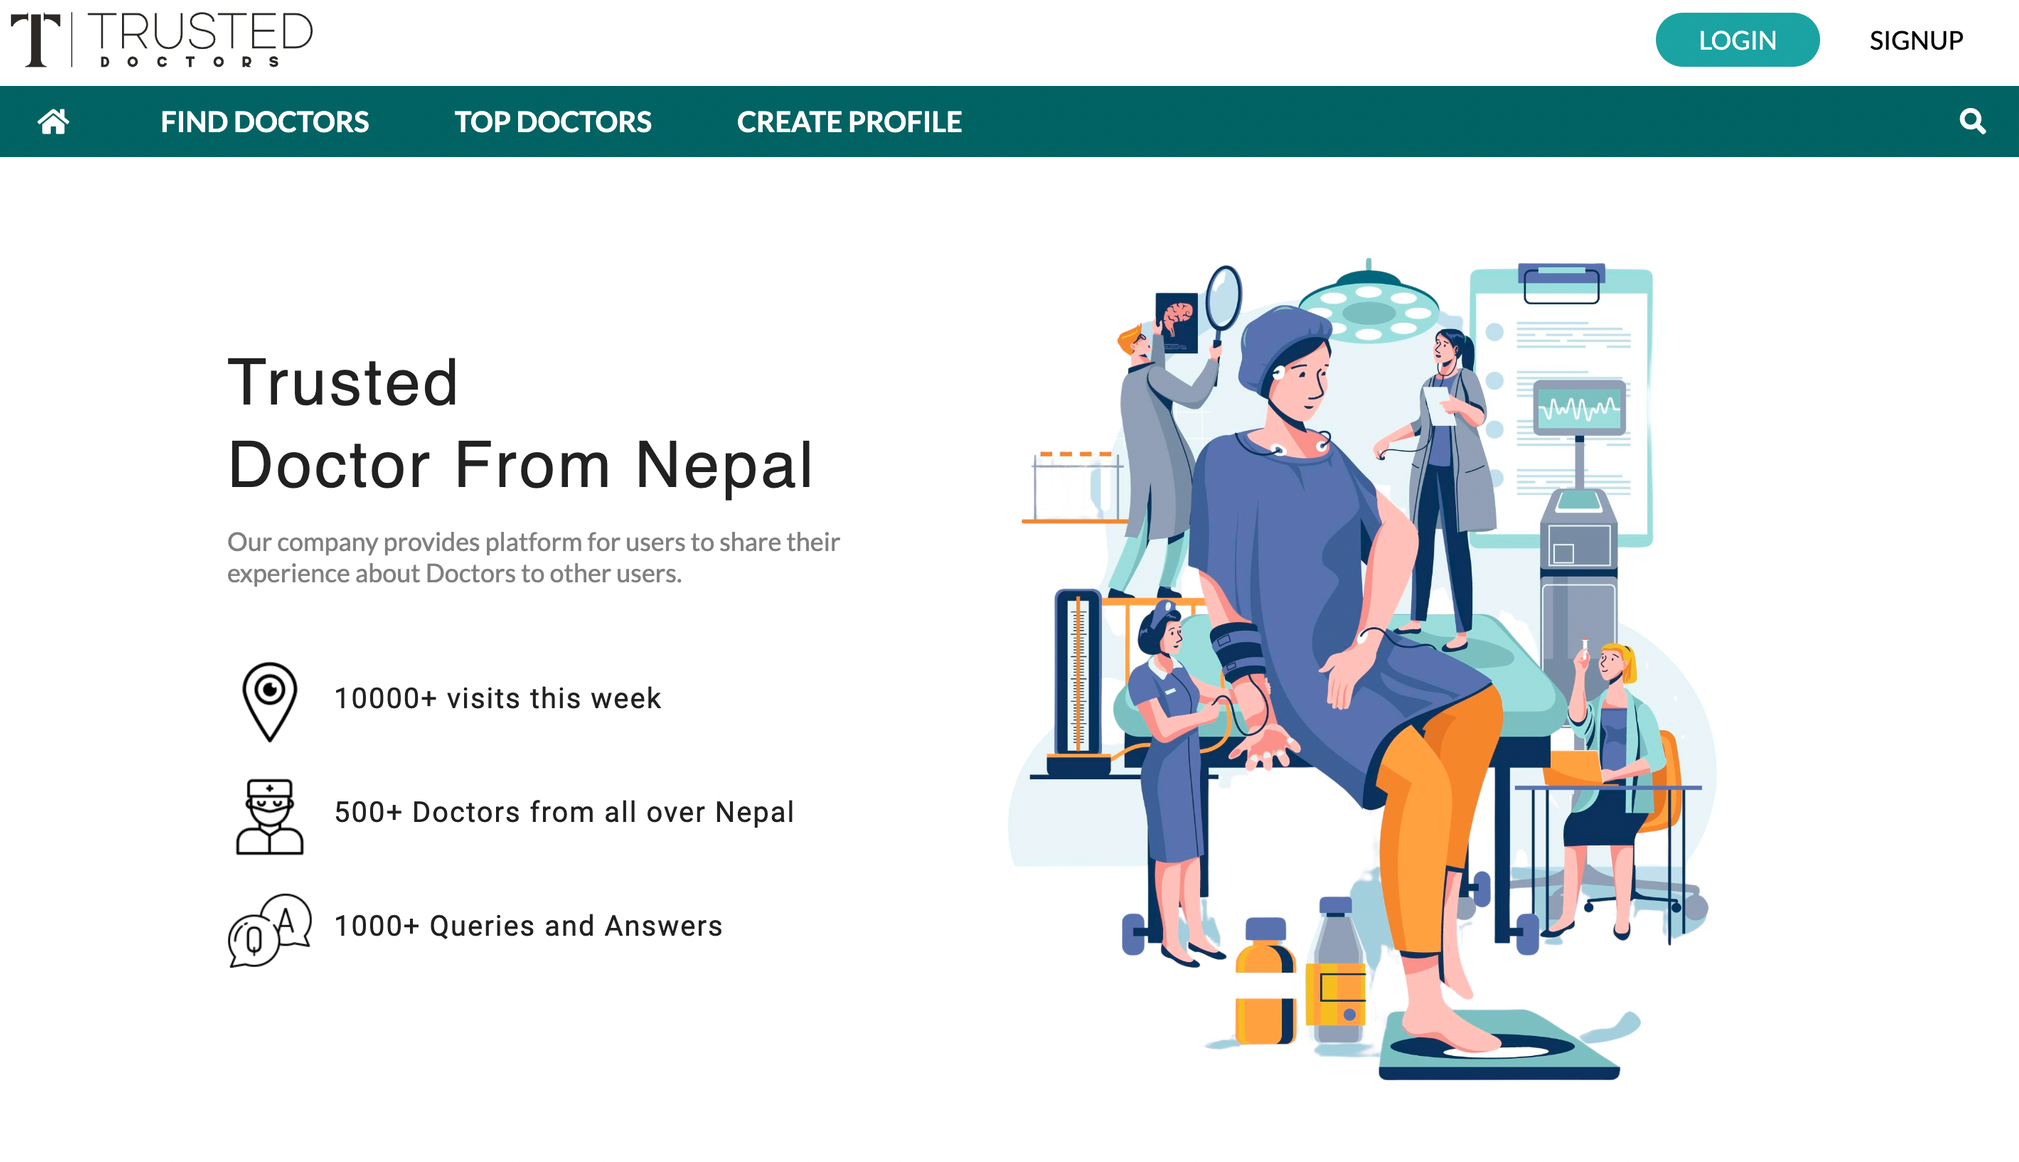 T TRUSTED
DOCTORS
LOGIN
SIGNUP
FIND DOCTORS
TOP DOCTORS
CREATE PROFILE
Trusted
Doctor From Nepal
Our company provides platform for users to share their
experience about Doctors to other users.
10000+ visits this week
500+ Doctors from all over Nepal
Q A
1000+ Queries and Answers